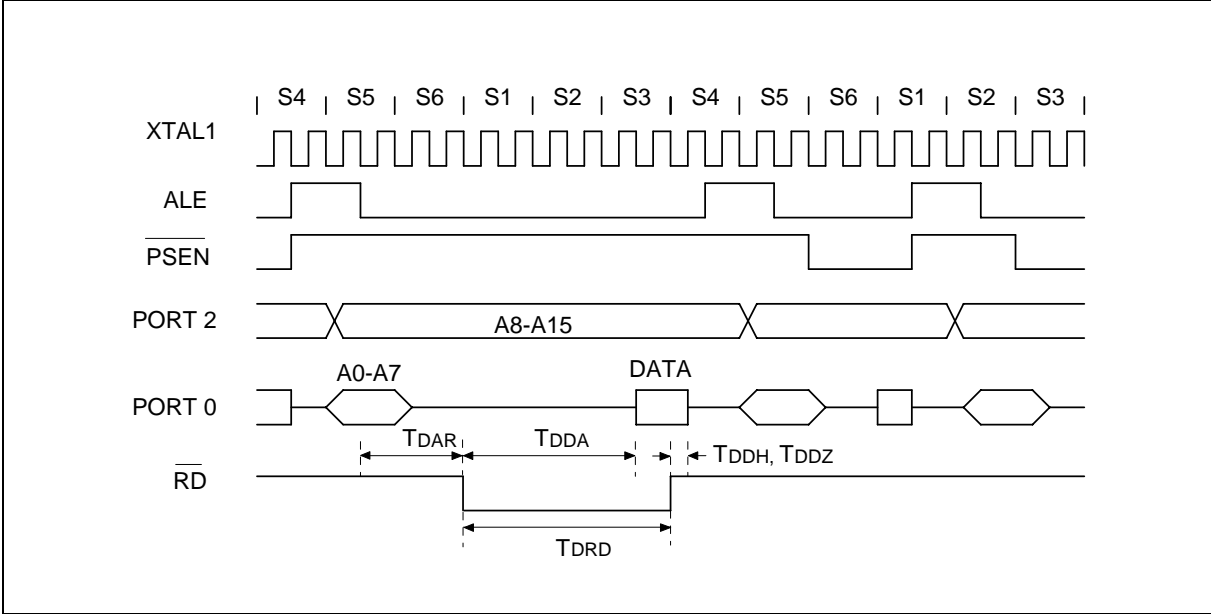 S4 S5 S6 S1 S2 S3 S4 S5 S6 S1 S2 S3
XTAL1
ALE
PSEN
PORT 2
A8-A15
A0-A7 DATA
PORT 0
TDAR TDDA TDDH, TDDZ
RD
TDRD